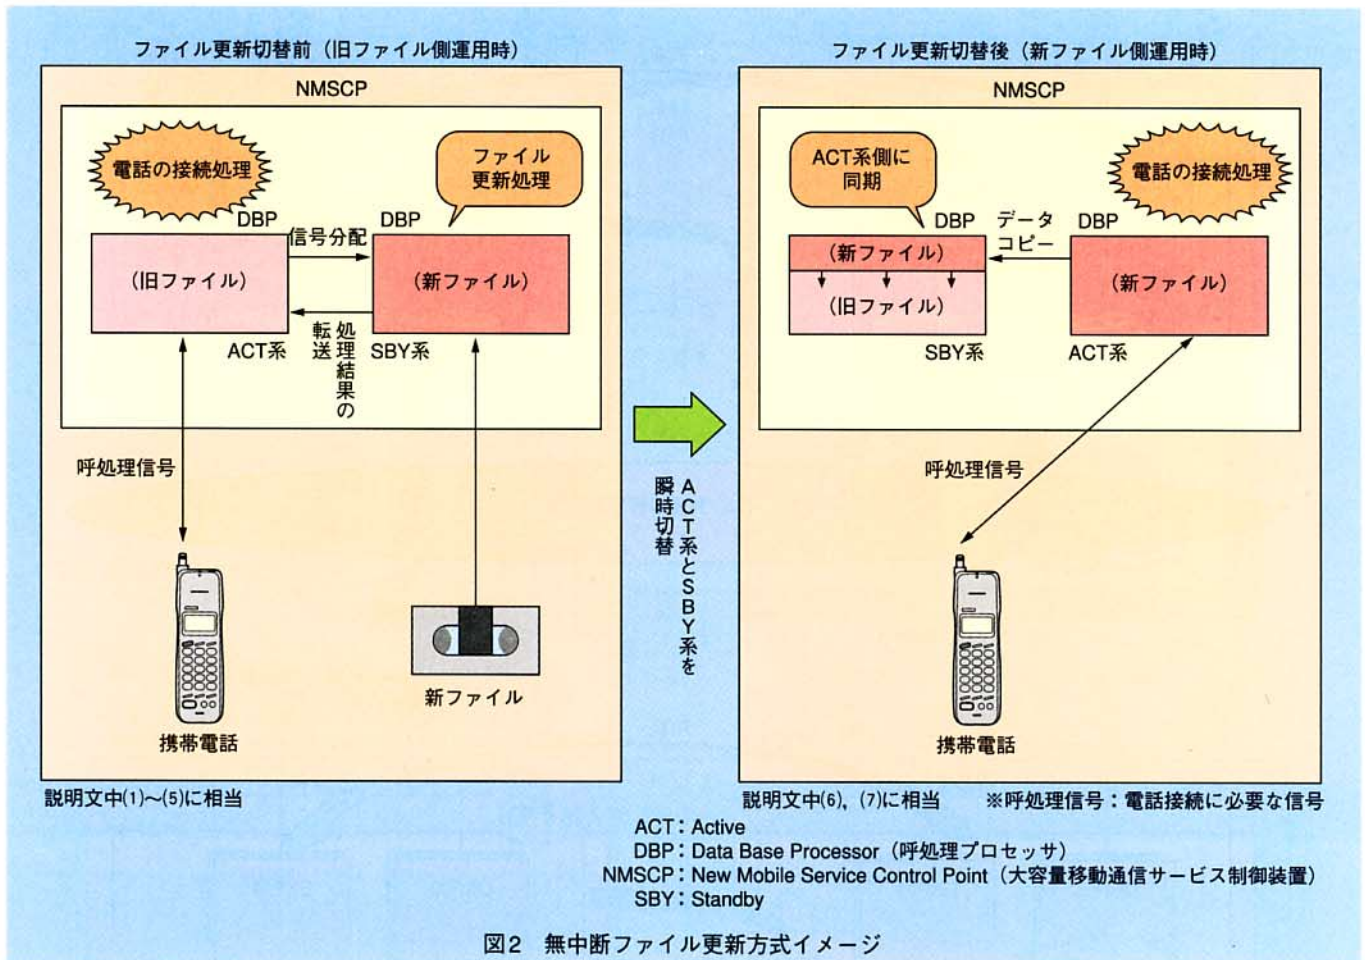 ファイル更新切替前（旧ファイル側運用時）
NMSCP
電話の接続処理
ファイル
更新処理
DBP
DBP
信号分配
（旧ファイル）
（新ファイル）
処理結果の
転送
ACT系
SBY系
呼処理信号
携帯電話
新ファイル
説明文中(1)～(5)に相当
ACT系とSBY系を
瞬時切替
ファイル更新切替後（新ファイル側運用時）
NMSCP
ACT系側に
同期
電話の接続処理
DBP
データ
コピー
DBP
（新ファイル）
（旧ファイル）
（新ファイル）
SBY系
ACT系
呼処理信号
携帯電話
説明文中(6)，(7)に相当
※呼処理信号：電話接続に必要な信号
ACT：Active
DBP：Data Base Processor（呼処理プロセッサ）
NMSCP：New Mobile Service Control Point（大容量移動通信サービス制御装置）
SBY：Standby
図2 無中断ファイル更新方式イメージ